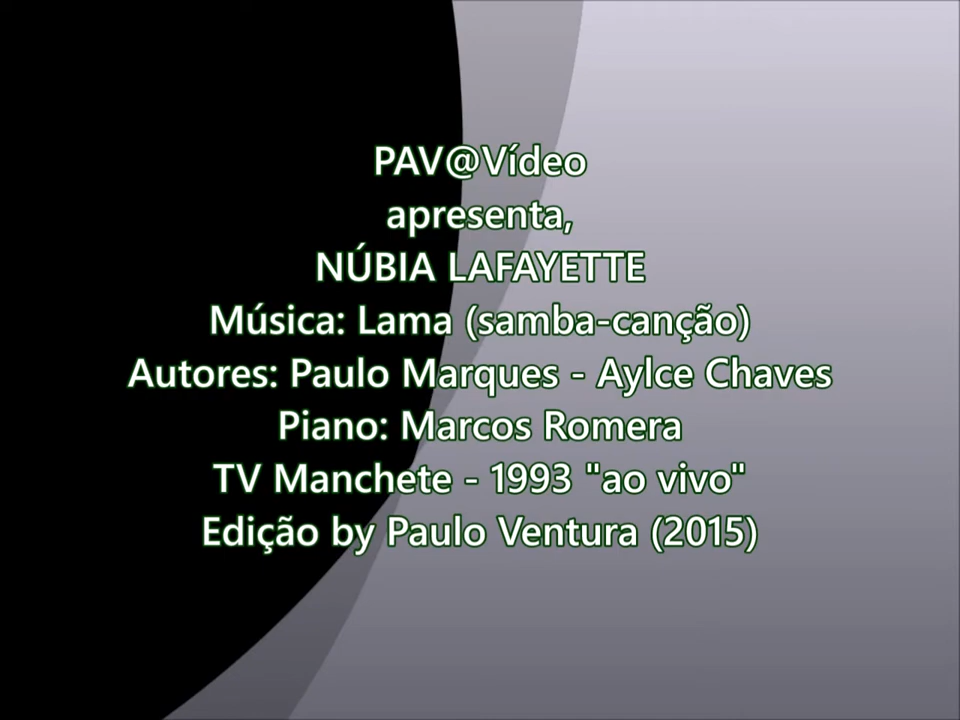 PAV@Vídeo
apresenta,
NÚBIA LAFAYETTE
Música: Lama (samba-canção)
Autores: Paulo Marques - Aylce Chaves
Piano: Marcos Romera
TV Manchete - 1993 "ao vivo"
Edição by Paulo Ventura (2015)